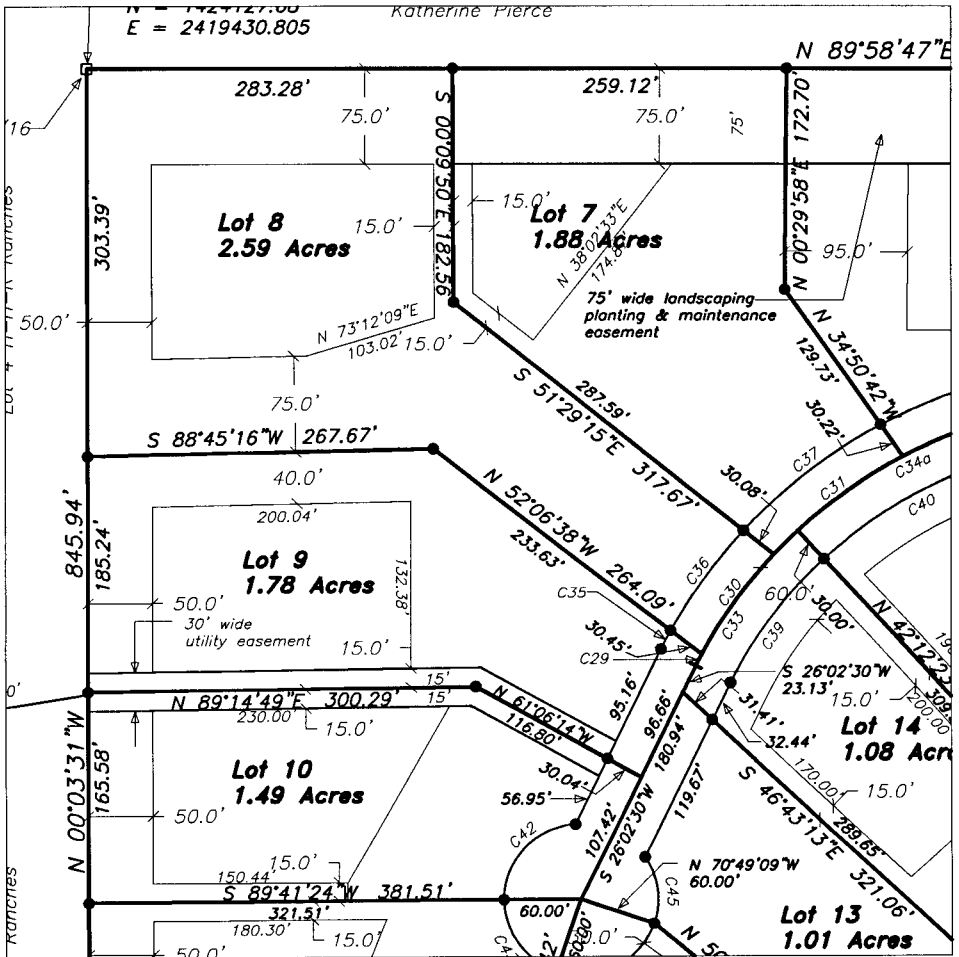 Katherine Pierce
E = 2419430.805
N 89°58'47"E
283.28'
259.12'
75.0'
75.0'
75'
S 00°09'50"E 182.56'
N 00°29'58"E 172.70'
303.39'
Lot 8
2.59 Acres
15.0'
15.0'
Lot 7
1.88 Acres
N 38°02'33"E
95.0'
50.0'
N 73°12'09"E
103.02'
15.0'
75' wide landscaping
planting & maintenance
easement
N 34°50'42"W
129.73'
30.22'
75.0'
S 51°29'15"E 317.67'
287.59'
S 88°45'16"W 267.67'
40.0'
200.04'
N 52°06'38"W 264.09'
233.63'
30.08'
C37
C31
C34a
C40
845.94'
185.24'
Lot 9
1.78 Acres
132.38'
50.0'
30' wide
utility easement
15.0'
C36
C35
C30
C33
C39
60.0'
30.00'
30.45'
C29
S 26°02'30"W
23.13'
15.0'
200.00
15'
15'
N 89°14'49"E 300.29'
230.00'
15.0'
N 61°06'14"W
116.80'
95.16'
96.66'
180.94'
31.41'
32.44'
Lot 14
1.08 Acre
N 00°03'31"W
165.58'
Lot 10
1.49 Acres
50.0'
30.04'
56.95'
C42
107.42'
S 26°02'30"W
119.67'
S 46°43'13"E 321.06'
289.65'
170.00'
15.0'
15.0'
150.44'
S 89°41'24"W 381.51'
321.51'
60.00'
N 70°49'09"W
60.00'
C45
Lot 13
1.01 Acres
180.30'
15.0'
50.0'
Ranches